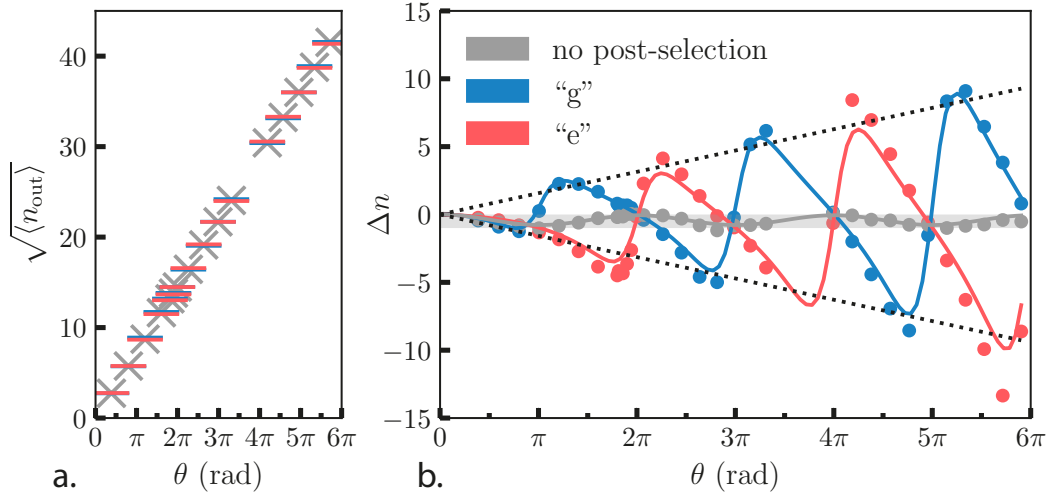 40
30
20
10
0
√⟨n_out⟩
0 π 2π 3π 4π 5π 6π
θ (rad)
a.
15
10
5
0
−5
−10
−15
Δn
no post-selection
“g”
“e”
0 π 2π 3π 4π 5π 6π
θ (rad)
b.